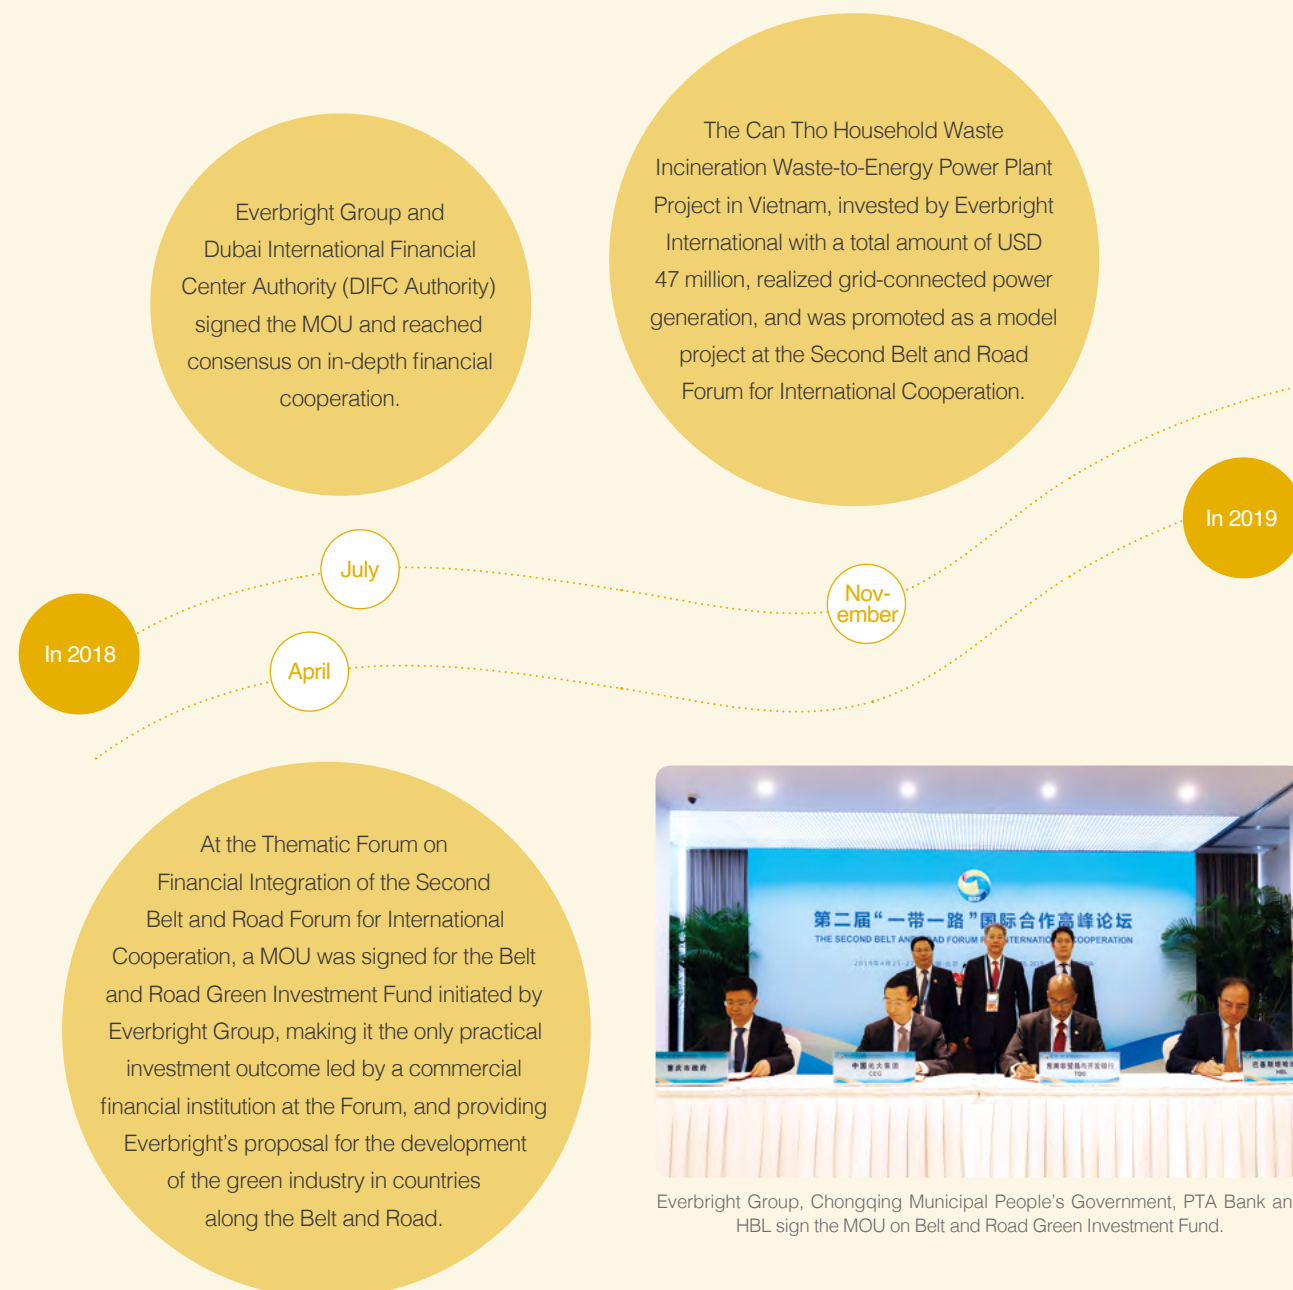 Everbright Group and
Dubai International Financial
Center Authority (DIFC Authority)
signed the MOU and reached
consensus on in-depth financial
cooperation.
The Can Tho Household Waste
Incineration Waste-to-Energy Power Plant
Project in Vietnam, invested by Everbright
International with a total amount of USD
47 million, realized grid-connected power
generation, and was promoted as a model
project at the Second Belt and Road
Forum for International Cooperation.
In 2018
July
Nov-
ember
In 2019
April
At the Thematic Forum on
Financial Integration of the Second
Belt and Road Forum for International
Cooperation, a MOU was signed for the Belt
and Road Green Investment Fund initiated by
Everbright Group, making it the only practical
investment outcome led by a commercial
financial institution at the Forum, and providing
Everbright's proposal for the development
of the green industry in countries
along the Belt and Road.
第二届“一带一路”国际合作高峰论坛
THE SECOND BELT AND ROAD FORUM INTERNATIONAL COOPERATION
重庆市政府
中国光大集团
CEG
TDB
HBL
Everbright Group, Chongqing Municipal People's Government, PTA Bank an
HBL sign the MOU on Belt and Road Green Investment Fund.